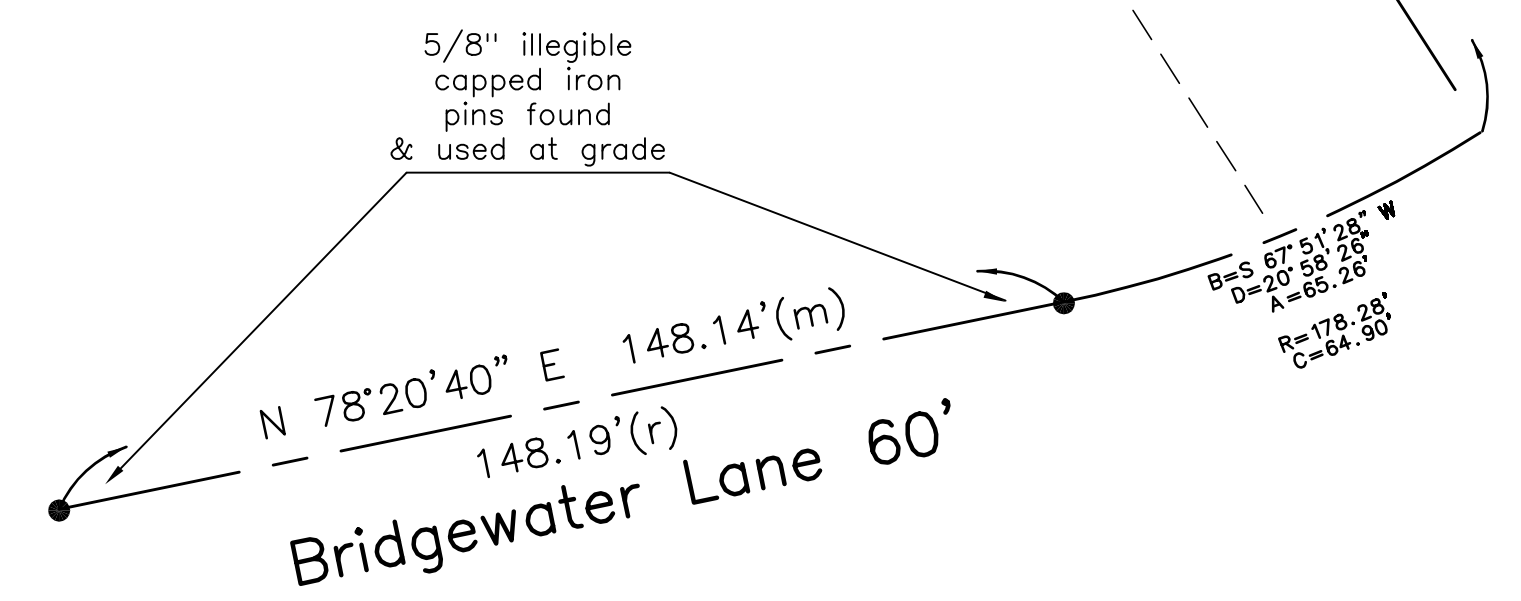 5/8" illegible
capped iron
pins found
& used at grade
N 78°20'40" E 148.14'(m)
148.19'(r)
Bridgewater Lane 60'
B=S 67°51'28" W
D=20°58'26"
A=65.26'
R=178.28'
C=64.90'